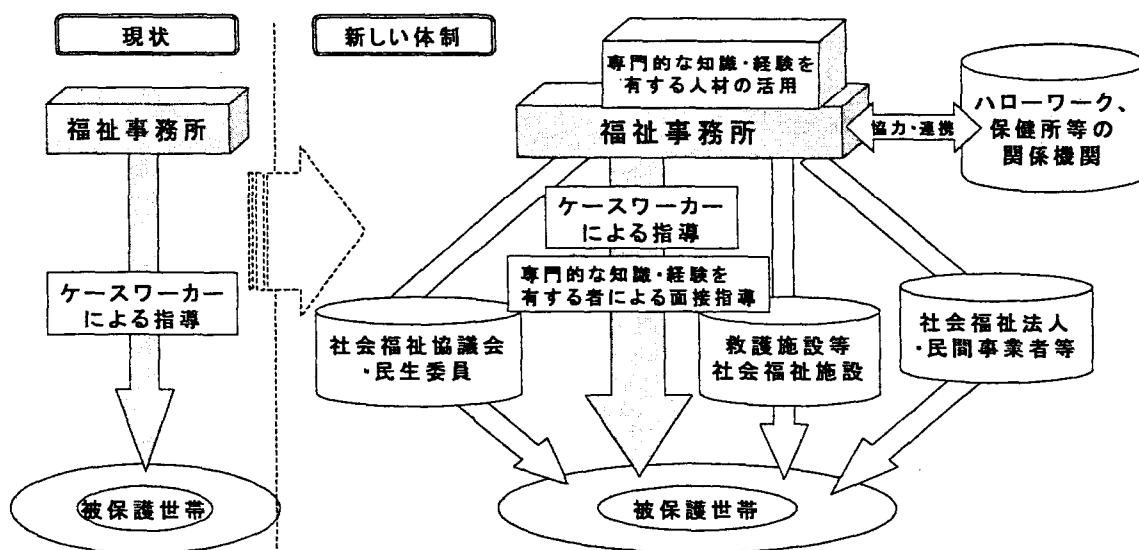 現状
福祉事務所
ケースワーカー
による指導
被保護世帯
新しい体制
専門的な知識・経験を
有する人材の活用
福祉事務所
協力・連携
ハローワーク、
保健所等の
関係機関
ケースワーカー
による指導
専門的な知識・経験を
有する者による面接指導
社会福祉協議会
・民生委員
救護施設等
社会福祉施設
社会福祉法人
・民間事業者等
被保護世帯